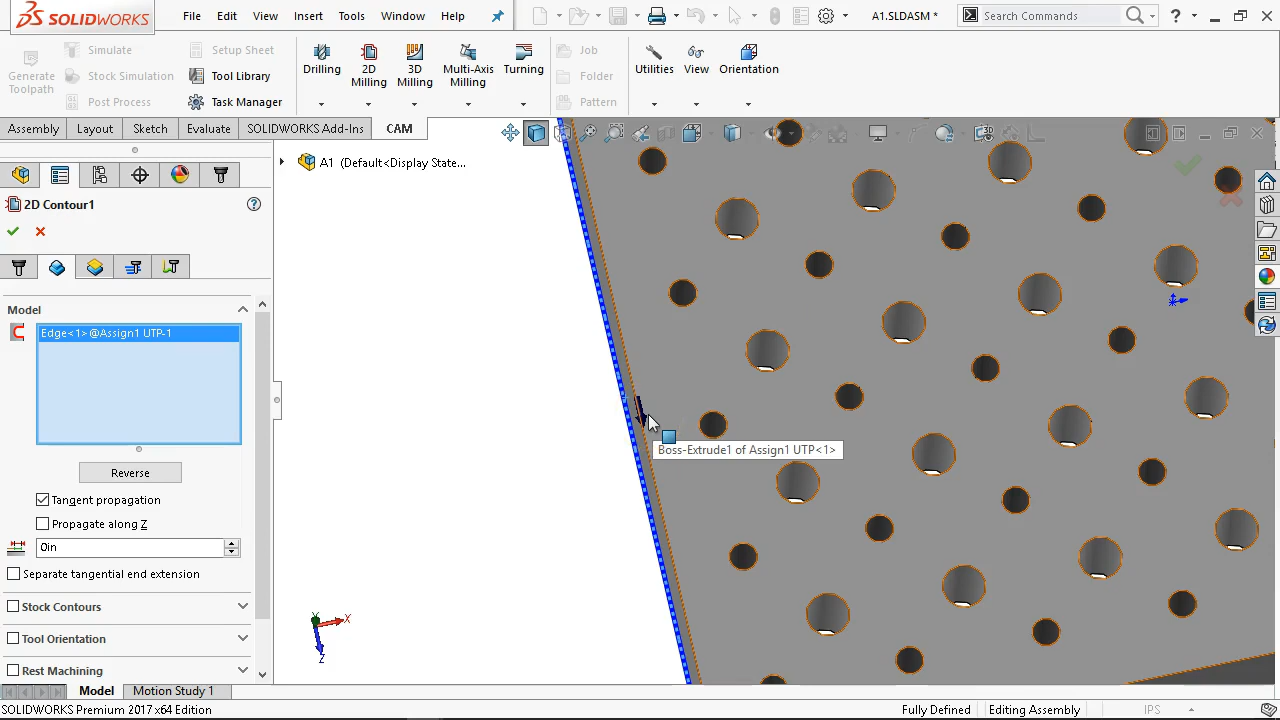 SOLIDWORKS
File Edit View Insert Tools Window Help
A1.SLDASM *
Search Commands
Generate Toolpath
Simulate
Stock Simulation
Post Process
Setup Sheet
Tool Library
Task Manager
Drilling
2D Milling
3D Milling
Multi-Axis Milling
Turning
Job
Folder
Pattern
Utilities
View
Orientation
Assembly Layout Sketch Evaluate SOLIDWORKS Add-Ins CAM
A1 (Default<Display State...
2D Contour1
Model
Edge<1> @Assign1 UTP-1
Reverse
Tangent propagation
Propagate along Z
0in
Separate tangential end extension
Stock Contours
Tool Orientation
Rest Machining
Boss-Extrude1 of Assign1 UTP<1>
Y
X
Z
Model Motion Study 1
SOLIDWORKS Premium 2017 x64 Edition
Fully Defined Editing Assembly IPS